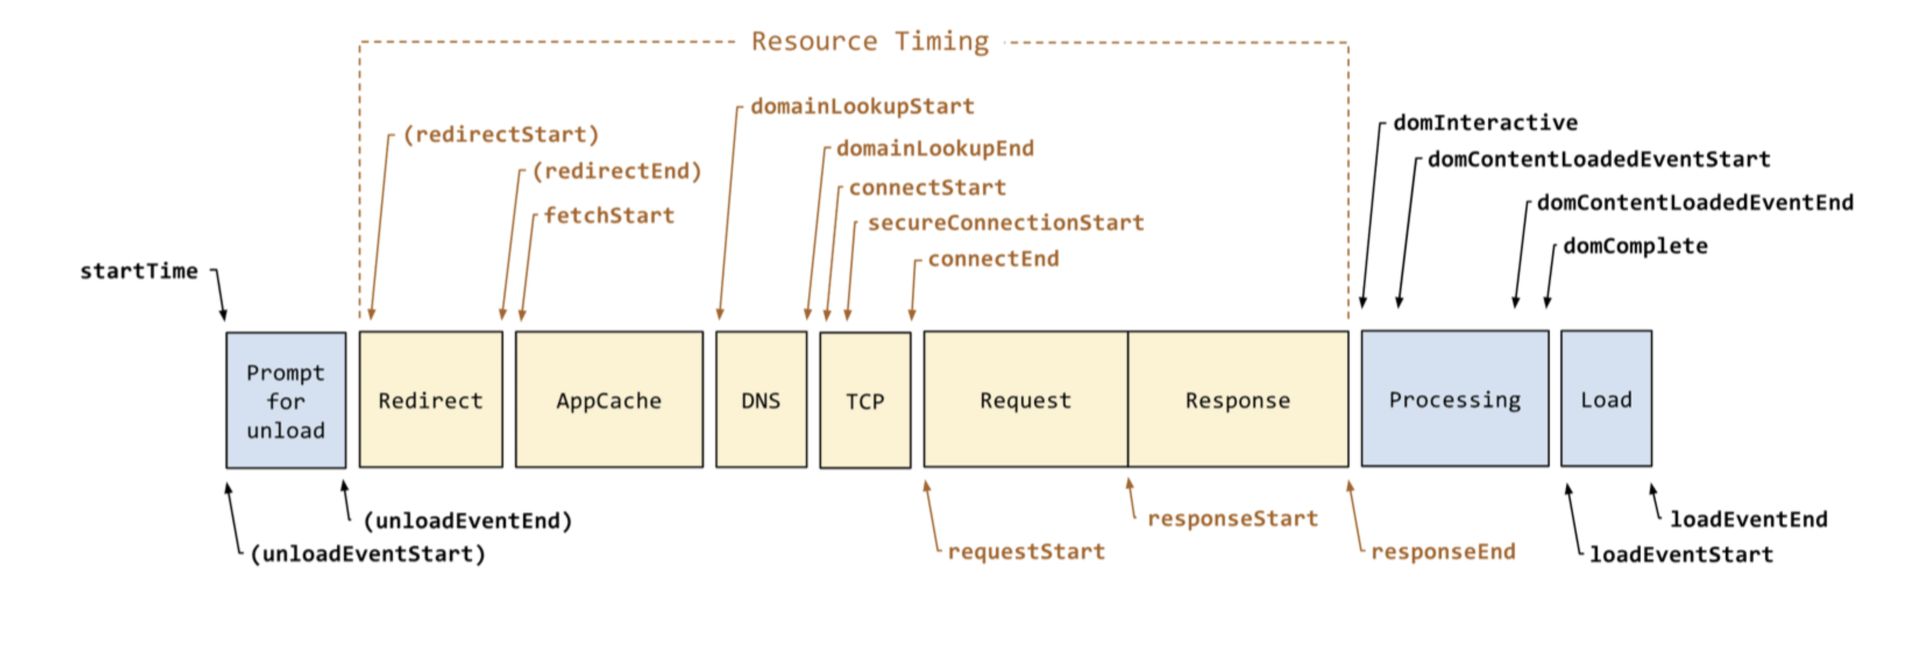 Resource Timing
domainLookupStart
(redirectStart)
domInteractive
domainLookupEnd
domContentLoadedEventStart
(redirectEnd)
connectStart
domContentLoadedEventEnd
fetchStart
secureConnectionStart
domComplete
connectEnd
startTime
Prompt
for
unload
Redirect
AppCache
DNS
TCP
Request
Response
Processing
Load
(unloadEventEnd)
responseStart
loadEventEnd
(unloadEventStart)
requestStart
responseEnd
loadEventStart